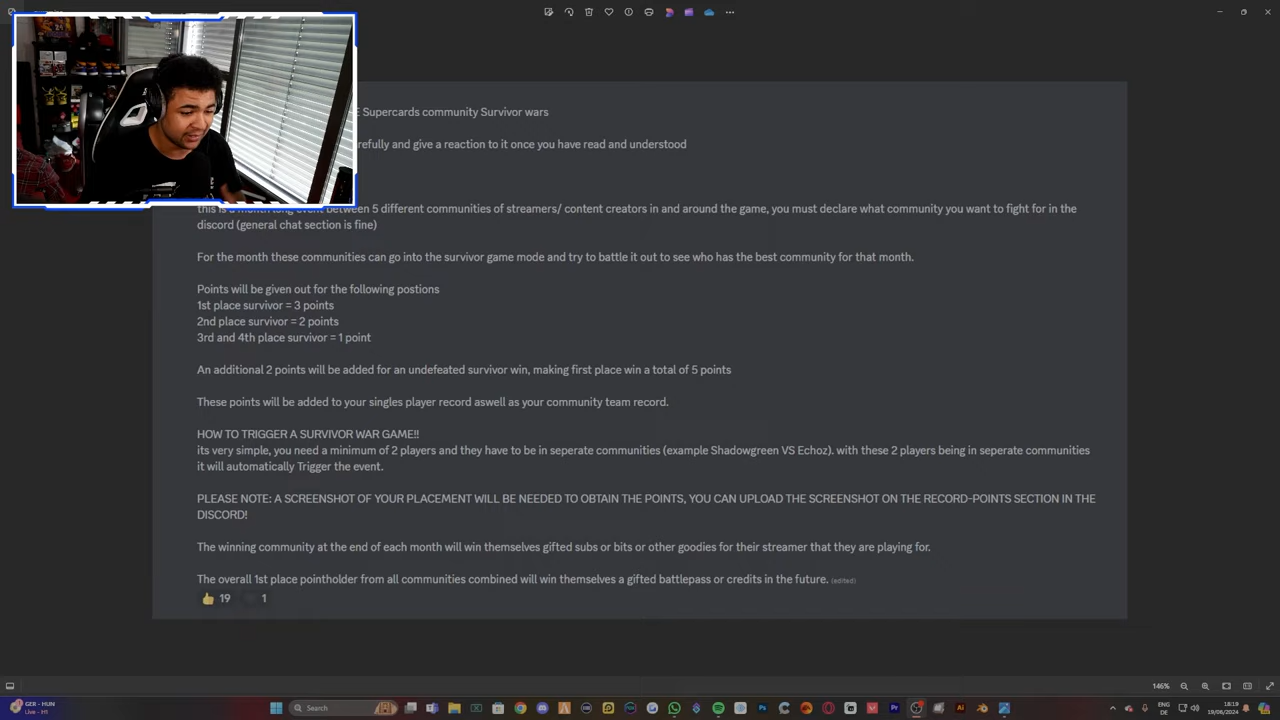 E Supercards community Survivor wars
refully and give a reaction to it once you have read and understood
this is a month long event between 5 different communities of streamers/ content creators in and around the game, you must declare what community you want to fight for in the
discord (general chat section is fine)
For the month these communities can go into the survivor game mode and try to battle it out to see who has the best community for that month.
Points will be given out for the following postions
1st place survivor = 3 points
2nd place survivor = 2 points
3rd and 4th place survivor = 1 point
An additional 2 points will be added for an undefeated survivor win, making first place win a total of 5 points
These points will be added to your singles player record aswell as your community team record.
HOW TO TRIGGER A SURVIVOR WAR GAME!!
its very simple, you need a minimum of 2 players and they have to be in seperate communities (example Shadowgreen VS Echoz). with these 2 players being in seperate communities
it will automatically Trigger the event.
PLEASE NOTE: A SCREENSHOT OF YOUR PLACEMENT WILL BE NEEDED TO OBTAIN THE POINTS, YOU CAN UPLOAD THE SCREENSHOT ON THE RECORD-POINTS SECTION IN THE
DISCORD!
The winning community at the end of each month will win themselves gifted subs or bits or other goodies for their streamer that they are playing for.
The overall 1st place pointholder from all communities combined will win themselves a gifted battlepass or credits in the future. (edited)
19 1
146%
GER - HUN
Live - H1
Search
ENG
DE
18:19
19/06/2024